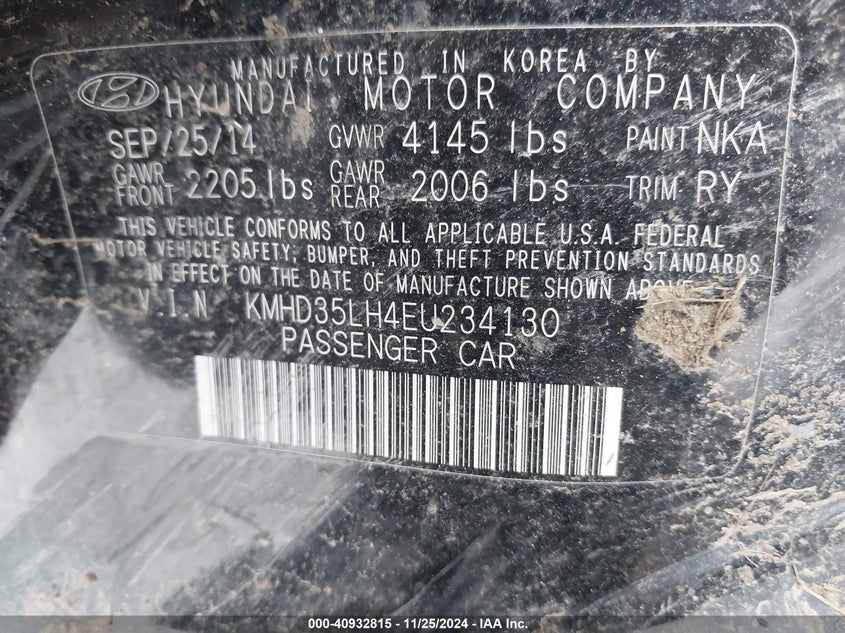 MANUFACTURED IN KOREA BY
HYUNDAI MOTOR COMPANY
SEP/25/14 GVWR 4145 lbs PAINT NKA
GAWR FRONT 2205 lbs GAWR REAR 2006 lbs TRIM RY
THIS VEHICLE CONFORMS TO ALL APPLICABLE U.S.A. FEDERAL
MOTOR VEHICLE SAFETY, BUMPER, AND THEFT PREVENTION STANDARDS
IN EFFECT ON THE DATE OF MANUFACTURE SHOWN ABOVE
V.I.N KMHD35LH4EU234130
PASSENGER CAR
000-40932815 - 11/25/2024 - IAA Inc.